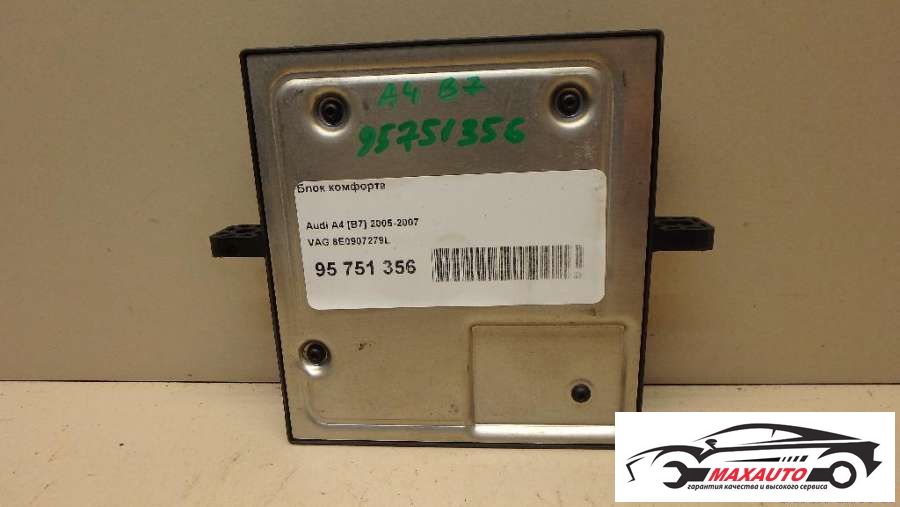 A4 B7
95751356
Блок комфорта
Audi A4 [B7] 2005-2007
VAG 8E0907279L
95 751 356
MAXAUTO
гарантия качества и высокого сервиса